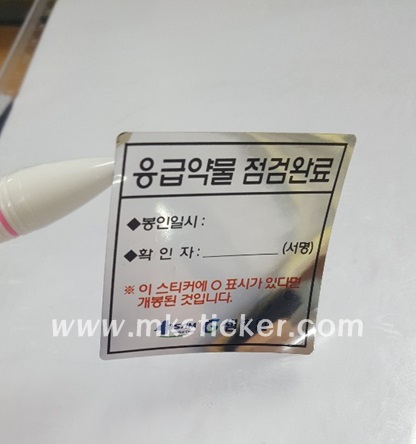 응급약물 점검완료
◆봉인일시 :
◆확 인 자 : __________ (서명)
※ 이 스티커에 O 표시가 있다면
개봉된 것입니다.
www.mksticker.com